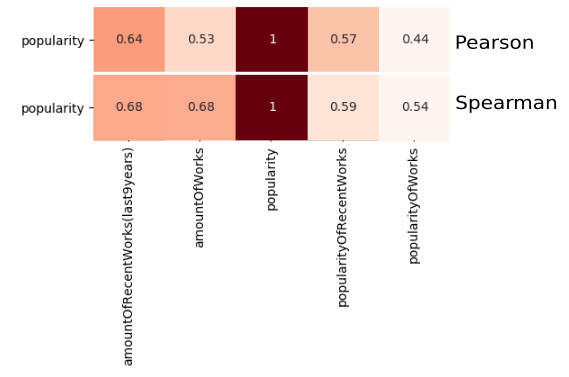 popularity 0.64 0.53 1 0.57 0.44 Pearson
popularity 0.68 0.68 1 0.59 0.54 Spearman
amountOfRecentWorks(last9years)
amountOfWorks
popularity
popularityOfRecentWorks
popularityOfWorks